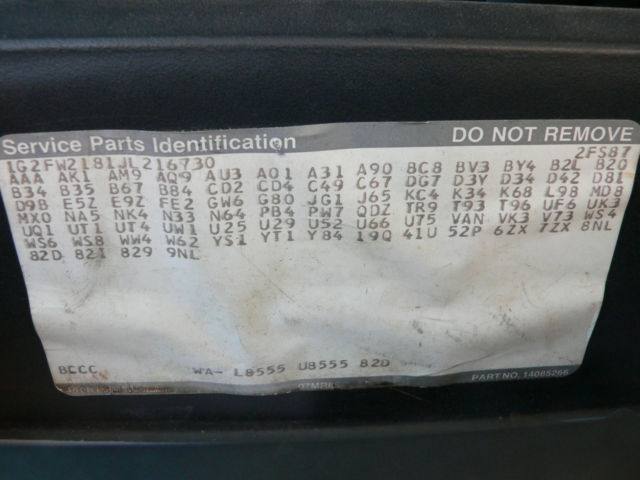 Service Parts Identification DO NOT REMOVE
1G2FW2181JL216730 2FS87
AAA AK1 AM9 AQ9 AU3 A01 A31 A90 BC8 BV3 BY4 B2L B20
B34 B35 B67 B84 CD2 CD4 C49 C67 DG7 D3Y D34 D42 D81
D9B E5Z E9Z FE2 GW6 G80 JG1 J65 KC4 K34 K68 L98 MD8
MX0 NA5 NK4 N33 N64 PB4 PW7 QDZ TR9 T93 T96 UF6 UK3
UQ1 UT1 UT4 UW1 U25 U29 U52 U66 U75 VAN VK3 V73 WS4
WS6 WS8 WW4 W62 YS1 YT1 Y84 19Q 41U 52P 6ZX 7ZX 8NL
82D 82I 829 9NL
BCCC WA- L8555 U8555 82D
PART NO. 14085266